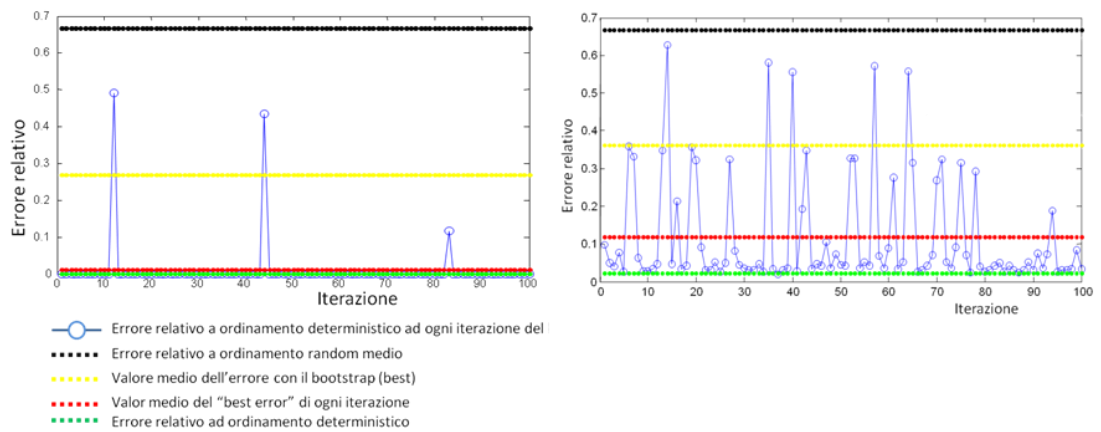 0.7
0.6
0.5
0.4
0.3
0.2
0.1
0
Errore relativo
0 10 20 30 40 50 60 70 80 90 100
Iterazione
0.7
0.6
0.5
0.4
0.3
0.2
0.1
0
Errore relativo
0 10 20 30 40 50 60 70 80 90 100
Iterazione
Errore relativo a ordinamento deterministico ad ogni iterazione del
Errore relativo a ordinamento random medio
Valore medio dell'errore con il bootstrap (best)
Valor medio del “best error” di ogni iterazione
Errore relativo ad ordinamento deterministico